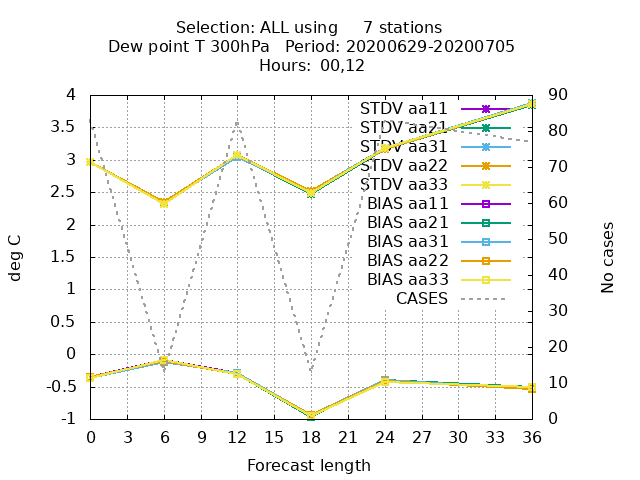 Selection: ALL using 7 stations
Dew point T 300hPa Period: 20200629-20200705
Hours: 00,12
4 90
3.5 80
3 70
2.5 60
2 50
1.5 40
1 30
0.5 20
0 10
-0.5 0
-1
deg C
No cases
STDV aa11
STDV aa21
STDV aa31
STDV aa22
STDV aa33
BIAS aa11
BIAS aa21
BIAS aa31
BIAS aa22
BIAS aa33
CASES
0 3 6 9 12 15 18 21 24 27 30 33 36
Forecast length